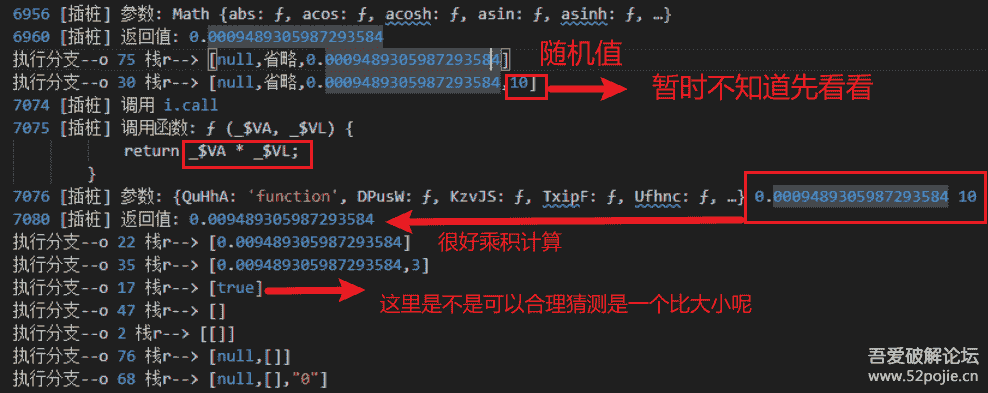 6956 [插桩] 参数: Math {abs: ƒ, acos: ƒ, acosh: ƒ, asin: ƒ, asinh: ƒ, …}
6960 [插桩] 返回值: 0.00094893059872935​84
执行分支--o 75 栈r--> [null,省略,0.0009489305987293584]
随机值
执行分支--o 30 栈r--> [null,省略,0.0009489305987293584,10]
暂时不知道先看看
7074 [插桩] 调用 i.call
7075 [插桩] 调用函数: ƒ (_$VA, _$VL) {
return _$VA * _$VL;
}
7076 [插桩] 参数: {QuHhA: 'function', DPusW: ƒ, KzvJS: ƒ, TxipF: ƒ, Ufhnc: ƒ, …} 0.0009489305987293584 10
7080 [插桩] 返回值: 0.009489305987293584
很好乘积计算
执行分支--o 22 栈r--> [0.009489305987293584]
执行分支--o 35 栈r--> [0.009489305987293584,3]
执行分支--o 17 栈r--> [true]
这里是不是可以合理猜测是一个比大小呢
执行分支--o 47 栈r--> []
执行分支--o 2 栈r--> [[]]
执行分支--o 76 栈r--> [null,[]]
执行分支--o 68 栈r--> [null,[],"0"]
吾爱破解论坛
www.52pojie.cn